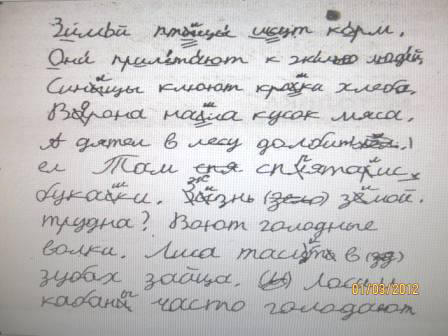 Зимой птицы ищут корм.
Они прилетают к жилью людей.
Синицы клюют крошки хлеба.
Ворона нашла кусок мяса.
А дятел в лесу долбит
ел Там спрятались
букашки. Жизнь зимой.
трудна? Воют голодные
волки. Лиса тащит в
зубах зайца. Лоси и
кабаны часто голодают
01/03/2012